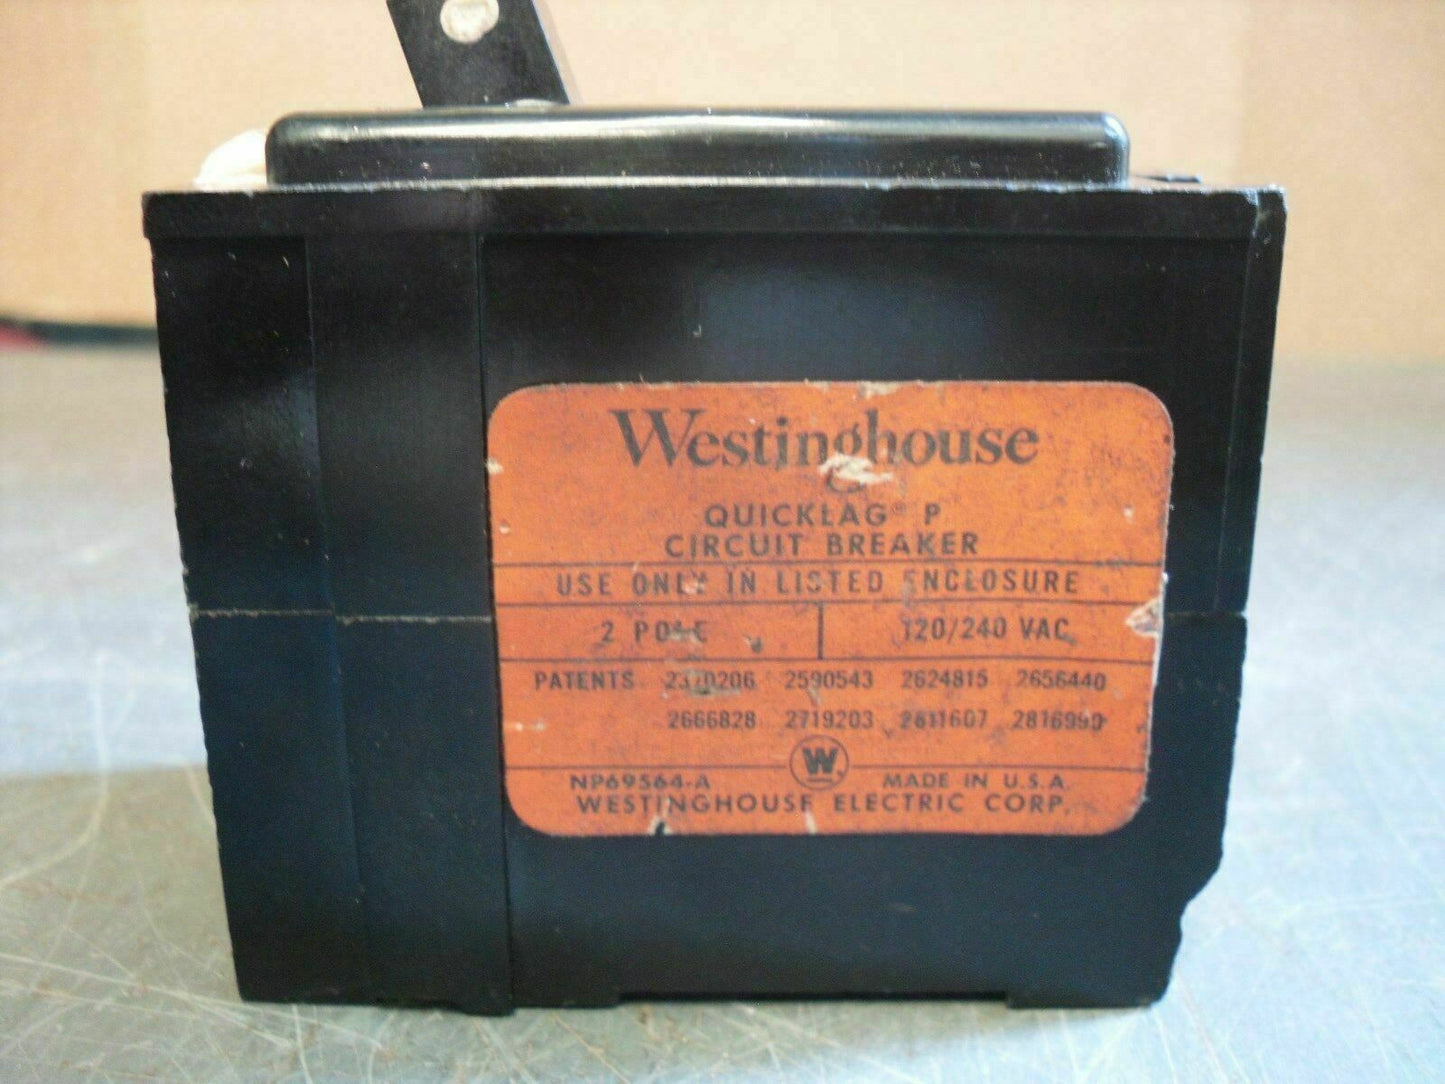 Westinghouse
QUICKLAG® P
CIRCUIT BREAKER
USE ONLY IN LISTED ENCLOSURE
2 POLE 120/240 VAC
PATENTS 2590543 2624815 2656440
2666828 2719203 2811607 2816990
W
NP69564-A MADE IN U.S.A.
WESTINGHOUSE ELECTRIC CORP.